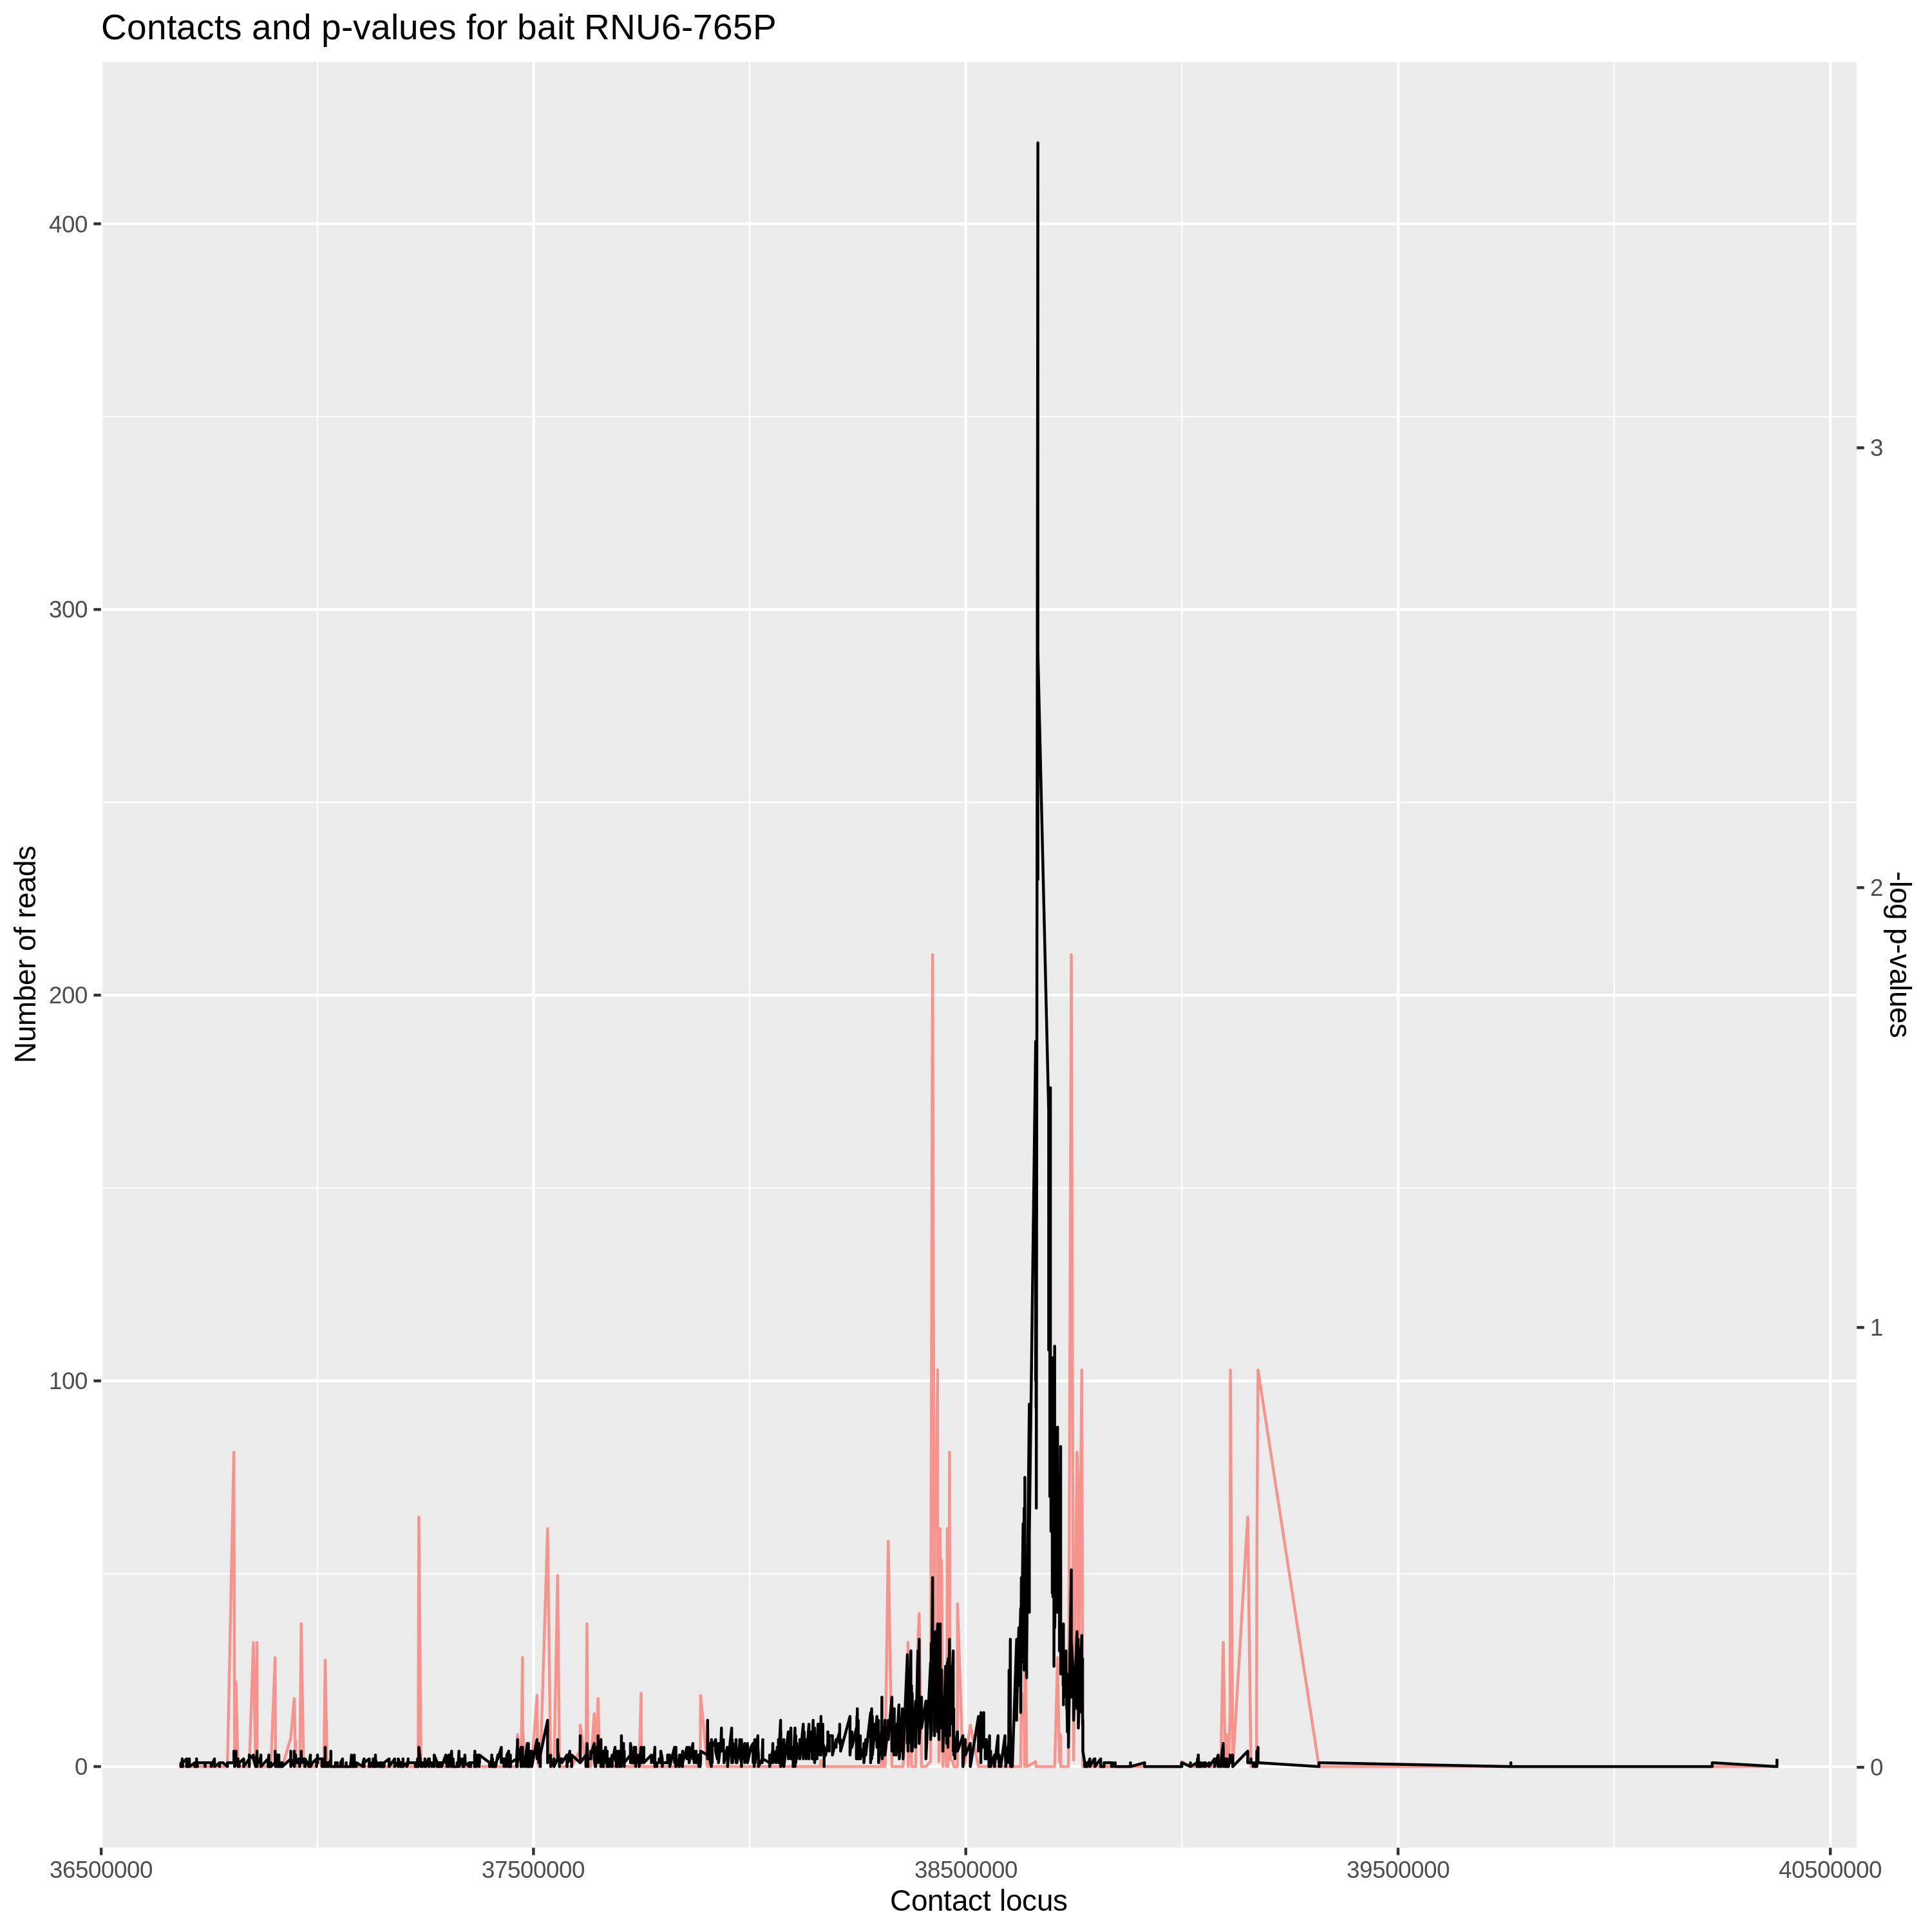 Contacts and p-values for bait RNU6-765P
400
300
200
100
0
3
2
1
0
Number of reads
-log p-values
36500000 37500000 38500000 39500000 40500000
Contact locus